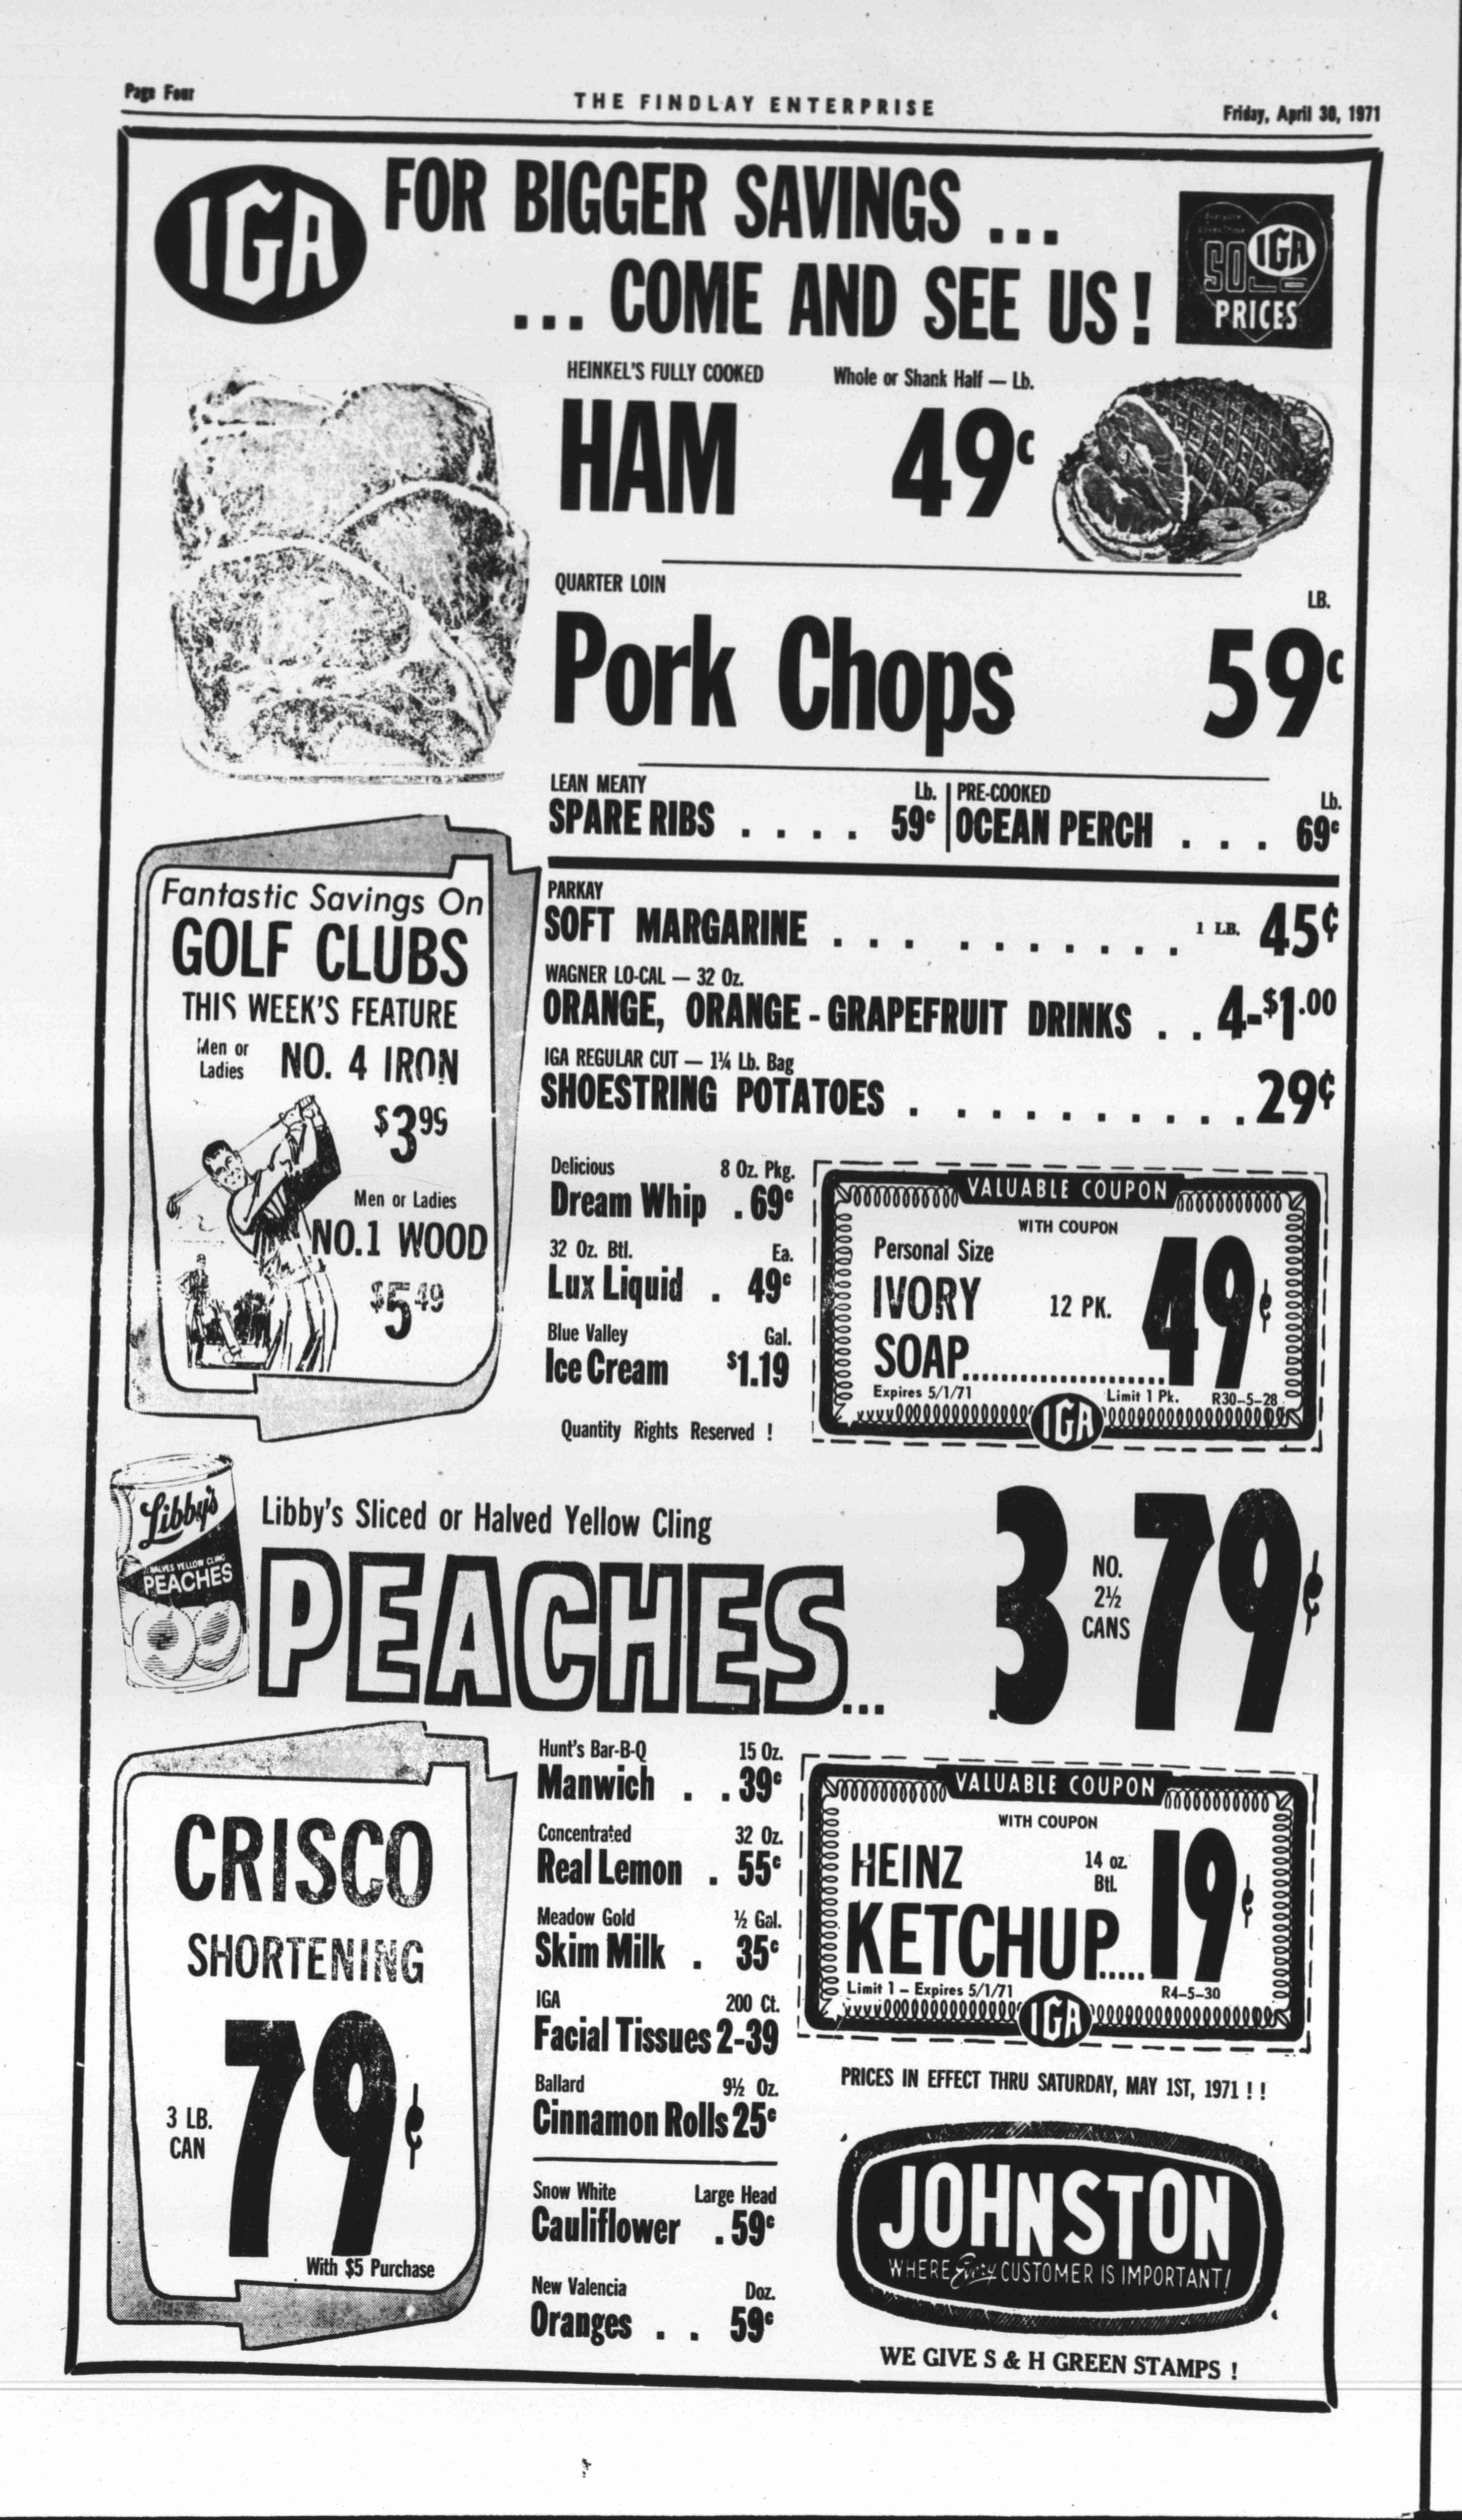 Page Four
THE FINDLAY ENTERPRISE
Friday, April 30, 1971
IGA
FOR BIGGER SAVINGS ...
... COME AND SEE US !
IGA
SOLO
PRICES
HEINKEL'S FULLY COOKED
Whole or Shank Half — Lb.
HAM 49¢
QUARTER LOIN
LB.
Pork Chops 59¢
LEAN MEATY Lb.
SPARE RIBS . . . . 59¢
PRE-COOKED Lb.
OCEAN PERCH . . . 69¢
Fantastic Savings On
GOLF CLUBS
THIS WEEK'S FEATURE
Men or
Ladies
NO. 4 IRON
$3.99
Men or Ladies
NO.1 WOOD
$5.49
PARKAY
SOFT MARGARINE . . . . . . . . . . 1 LB. 45¢
WAGNER LO-CAL — 32 Oz.
ORANGE, ORANGE - GRAPEFRUIT DRINKS . . 4-$1.00
IGA REGULAR CUT — 1¼ Lb. Bag
SHOESTRING POTATOES . . . . . . . . . . 29¢
Delicious 8 Oz. Pkg.
Dream Whip . 69¢
32 Oz. Btl. Ea.
Lux Liquid . 49¢
Blue Valley Gal.
Ice Cream $1.19
Quantity Rights Reserved !
VALUABLE COUPON
WITH COUPON
Personal Size
IVORY 12 PK. 49¢
SOAP........................
Expires 5/1/71 Limit 1 Pk. R30-5-28
IGA
Libby's
HALVES YELLOW CLING
PEACHES
Libby's Sliced or Halved Yellow Cling
PEACHES...
3 NO. 2½ CANS 79¢
CRISCO
SHORTENING
3 LB.
CAN
79¢
With $5 Purchase
Hunt's Bar-B-Q 15 Oz.
Manwich . . 39¢
Concentrated 32 Oz.
Real Lemon . 55¢
Meadow Gold ½ Gal.
Skim Milk . 35¢
IGA 200 Ct.
Facial Tissues 2-39
Ballard 9½ Oz.
Cinnamon Rolls 25¢
Snow White Large Head
Cauliflower . 59¢
New Valencia Doz.
Oranges . . 59¢
VALUABLE COUPON
WITH COUPON
HEINZ 14 oz. Btl.
KETCHUP..... 19¢
Limit 1 – Expires 5/1/71 R4-5-30
IGA
PRICES IN EFFECT THRU SATURDAY, MAY 1ST, 1971 ! !
JOHNSTON
WHERE Every CUSTOMER IS IMPORTANT!
WE GIVE S & H GREEN STAMPS !